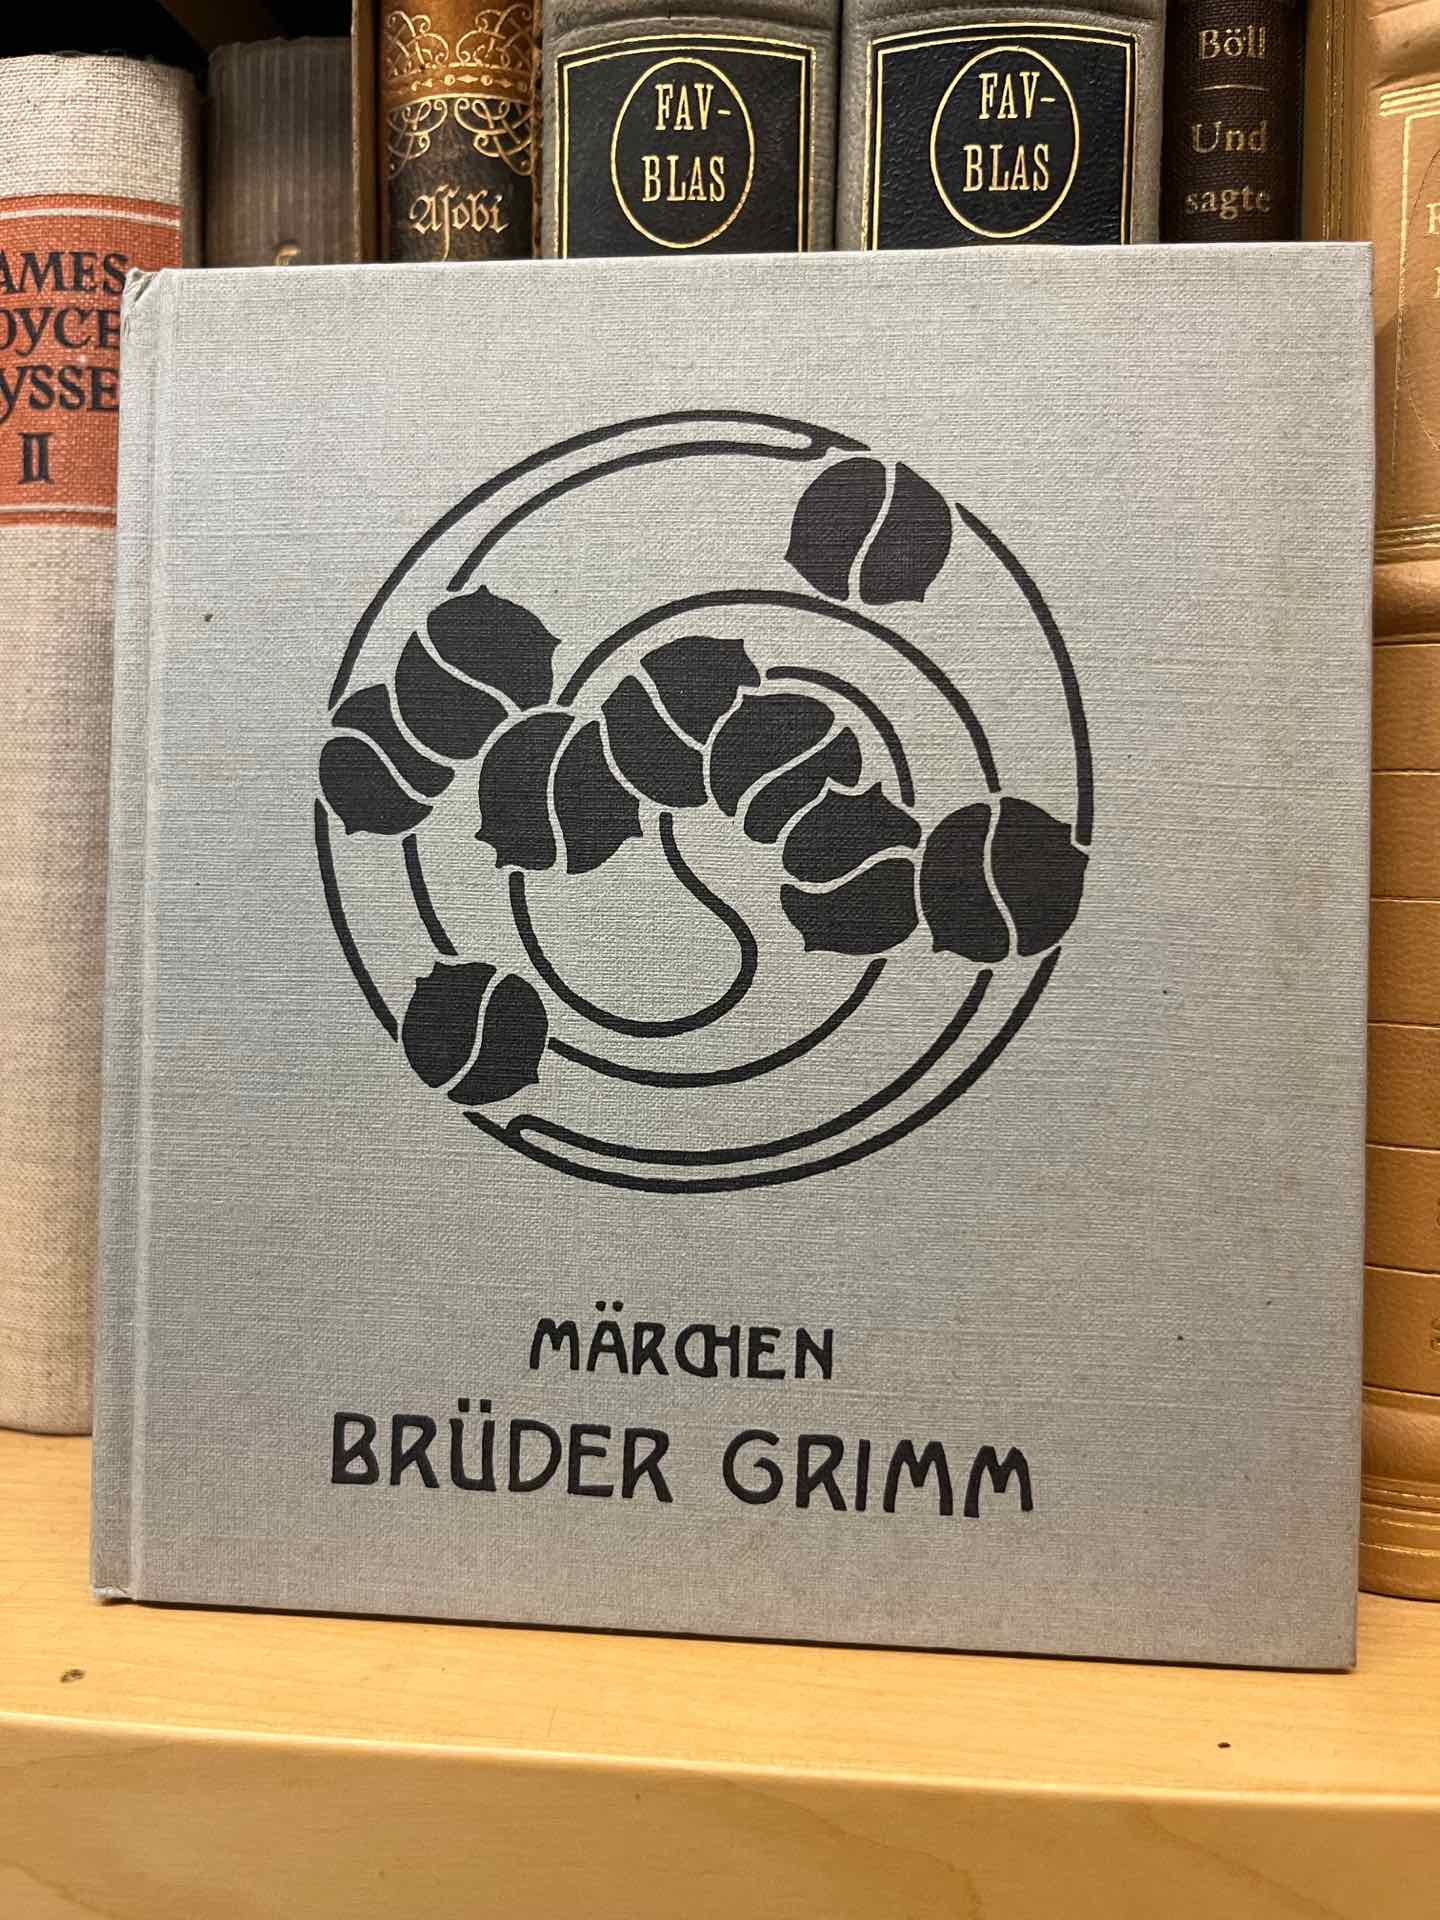 AMES
OYCE
YSSE
II
Asobi
FAV-
BLAS
FAV-
BLAS
Böll
Und
sagte
MÄRCHEN
BRÜDER GRIMM